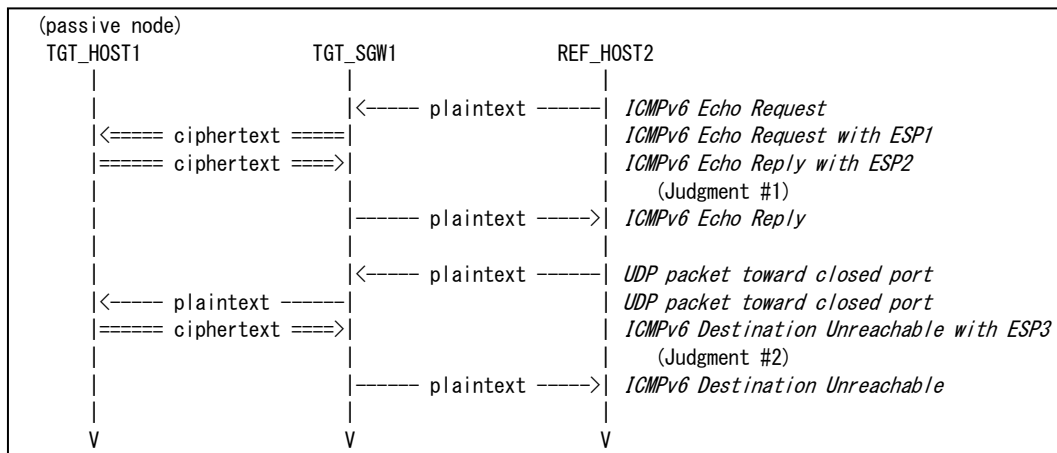 (passive node)
TGT_HOST1 TGT_SGW1 REF_HOST2
| | |
| |<----- plaintext ------| ICMPv6 Echo Request
|<===== ciphertext =====| | ICMPv6 Echo Request with ESP1
|====== ciphertext ====>| | ICMPv6 Echo Reply with ESP2
| | | (Judgment #1)
| |------ plaintext ----->| ICMPv6 Echo Reply
| | |
| |<----- plaintext ------| UDP packet toward closed port
|<----- plaintext ------| | UDP packet toward closed port
|====== ciphertext ====>| | ICMPv6 Destination Unreachable with ESP3
| | | (Judgment #2)
| |------ plaintext ----->| ICMPv6 Destination Unreachable
| | |
V V V